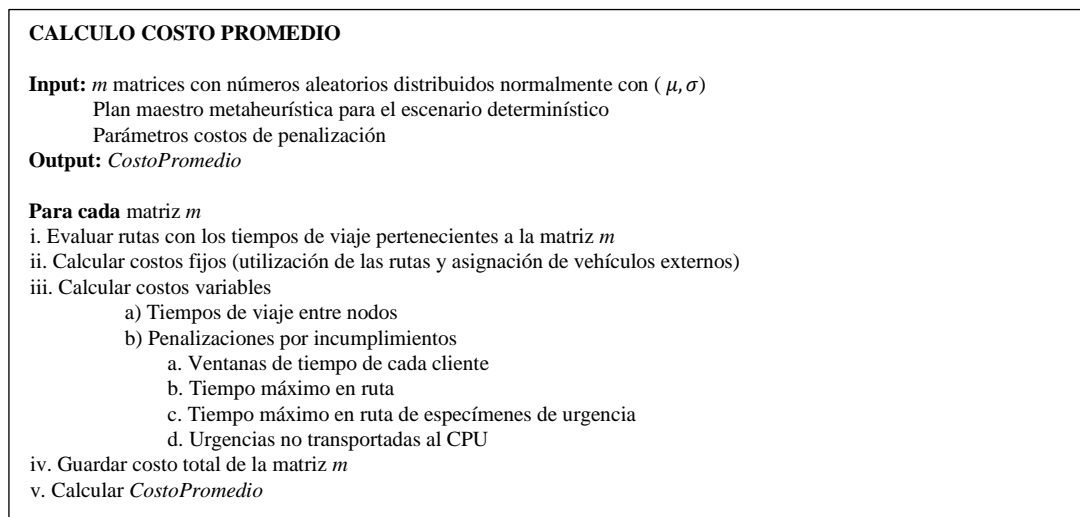 CALCULO COSTO PROMEDIO
Input: m matrices con números aleatorios distribuidos normalmente con ( μ, σ)
Plan maestro metaheurística para el escenario determinístico
Parámetros costos de penalización
Output: CostoPromedio
Para cada matriz m
i. Evaluar rutas con los tiempos de viaje pertenecientes a la matriz m
ii. Calcular costos fijos (utilización de las rutas y asignación de vehículos externos)
iii. Calcular costos variables
a) Tiempos de viaje entre nodos
b) Penalizaciones por incumplimientos
a. Ventanas de tiempo de cada cliente
b. Tiempo máximo en ruta
c. Tiempo máximo en ruta de especímenes de urgencia
d. Urgencias no transportadas al CPU
iv. Guardar costo total de la matriz m
v. Calcular CostoPromedio